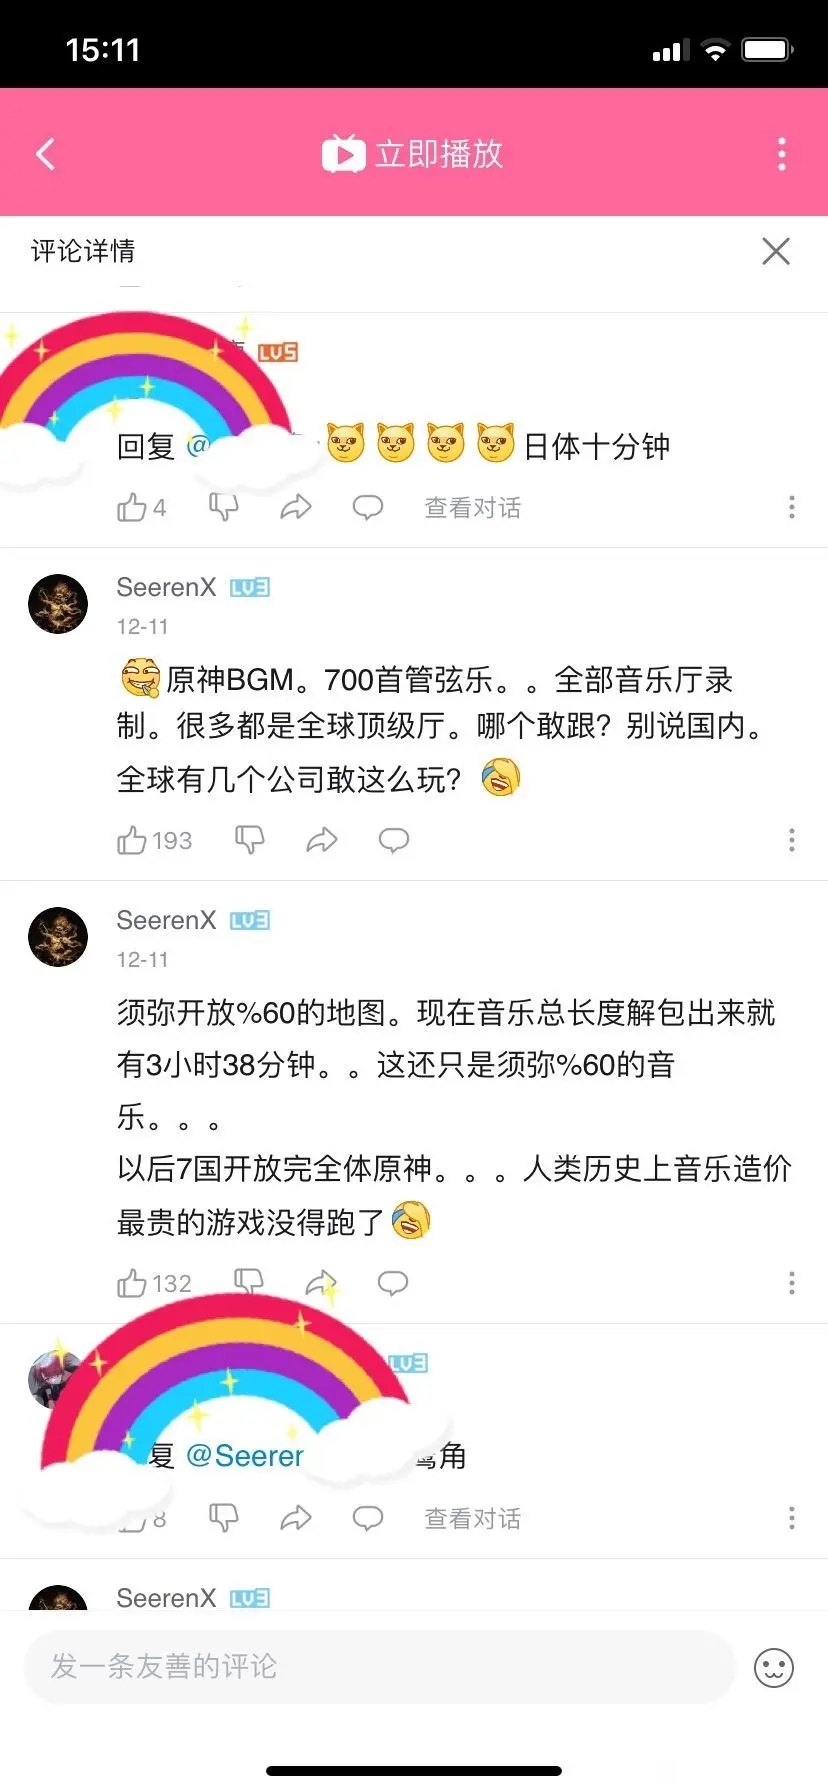 15:11
立即播放
评论详情
LV5
回复 @
日体十分钟
4
查看对话
SeerenX LV3
12-11
原神BGM。700首管弦乐。。全部音乐厅录
制。很多都是全球顶级厅。哪个敢跟？别说国内。
全球有几个公司敢这么玩？
193
SeerenX LV3
12-11
须弥开放%60的地图。现在音乐总长度解包出来就
有3小时38分钟。。这还只是须弥%60的音
乐。。。
以后7国开放完全体原神。。。人类历史上音乐造价
最贵的游戏没得跑了
132
LV3
复 @Seerer
角
8
查看对话
SeerenX LV3
发一条友善的评论